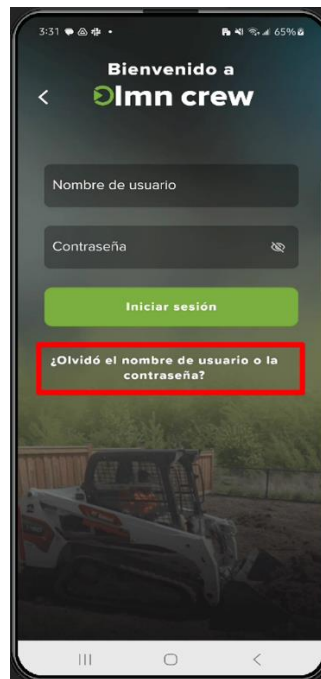 3:31
65%
Bienvenido a
lmn crew
Nombre de usuario
Contraseña
Iniciar sesión
¿Olvidó el nombre de usuario o la
contraseña?